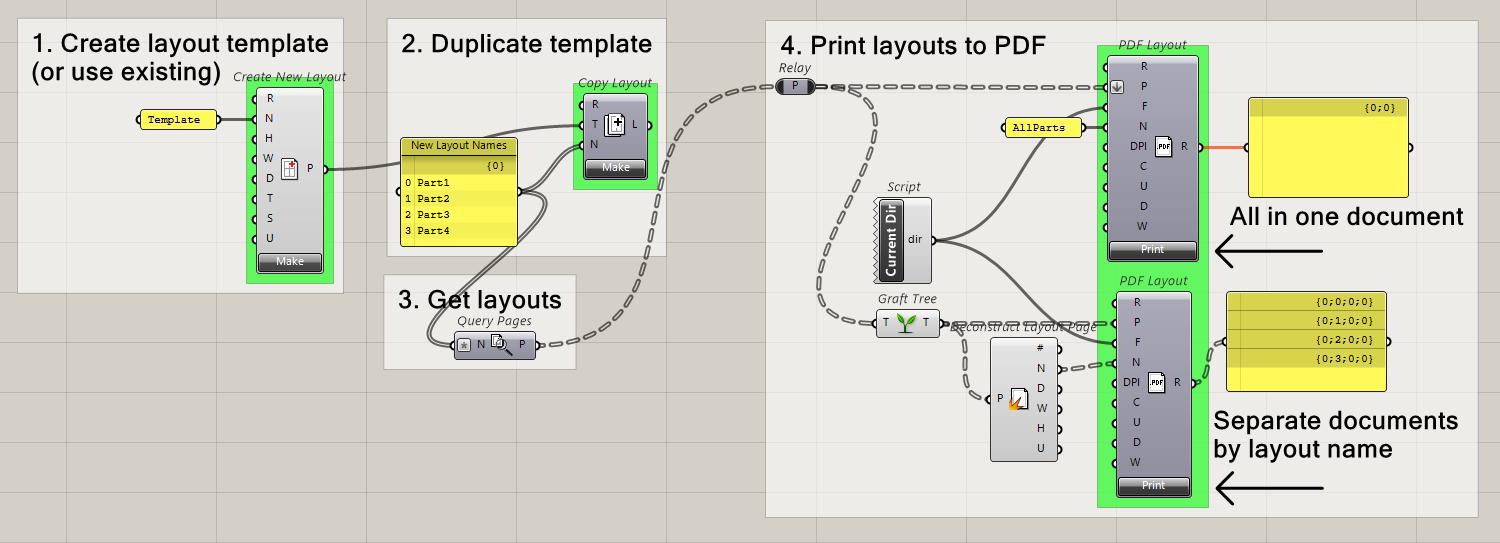 1. Create layout template
(or use existing)
Create New Layout
Template
R
N
H
W
D
T
S
U
P
Make
2. Duplicate template
Copy Layout
R
T
N
L
Make
New Layout Names
{0}
0 Part1
1 Part2
2 Part3
3 Part4
3. Get layouts
Query Pages
N
P
4. Print layouts to PDF
Relay
P
Script
Current Dir
dir
Graft Tree
T
T
Deconstruct Layout Page
P
#
N
D
W
H
U
AllParts
PDF Layout
R
P
F
N
DPI
C
U
D
W
.PDF
R
Print
{0;0}
All in one document
PDF Layout
R
P
F
N
DPI
C
U
D
W
.PDF
R
Print
{0;0;0;0}
{0;1;0;0}
{0;2;0;0}
{0;3;0;0}
Separate documents
by layout name